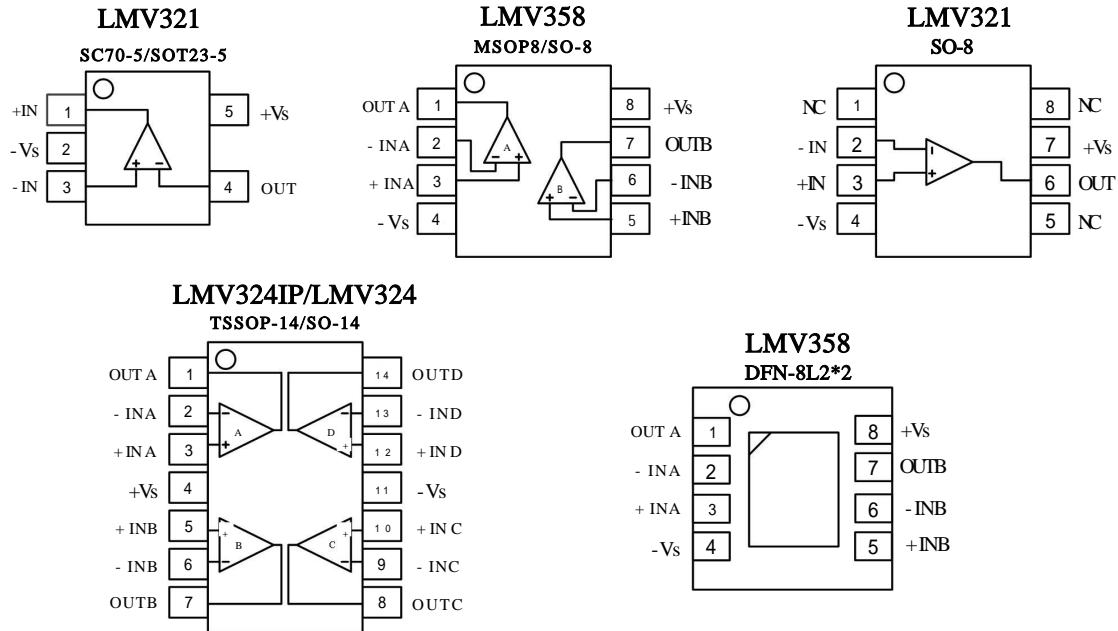 LMV321
SC70-5/SOT23-5
+IN 1 5 +Vs
-Vs 2
-IN 3 4 OUT
+ -
LMV358
MSOP8/SO-8
OUT A 1 8 +Vs
- INA 2 7 OUTB
+ INA 3 6 -INB
-Vs 4 5 +INB
A
- +
B
+ -
LMV321
SO-8
NC 1 8 NC
- IN 2 7 +Vs
+IN 3 6 OUT
-Vs 4 5 NC
-
+
LMV324IP/LMV324
TSSOP-14/SO-14
OUT A 1 14 OUTD
- INA 2 - A D - 13 - IND
+INA 3 + + 12 + IND
+Vs 4 11 -Vs
+ INB 5 + + 10 + INC
- INB 6 - B C - 9 - INC
OUTB 7 8 OUTC
LMV358
DFN-8L2*2
OUT A 1 8 +Vs
- INA 2 7 OUTB
+ INA 3 6 -INB
-Vs 4 5 +INB